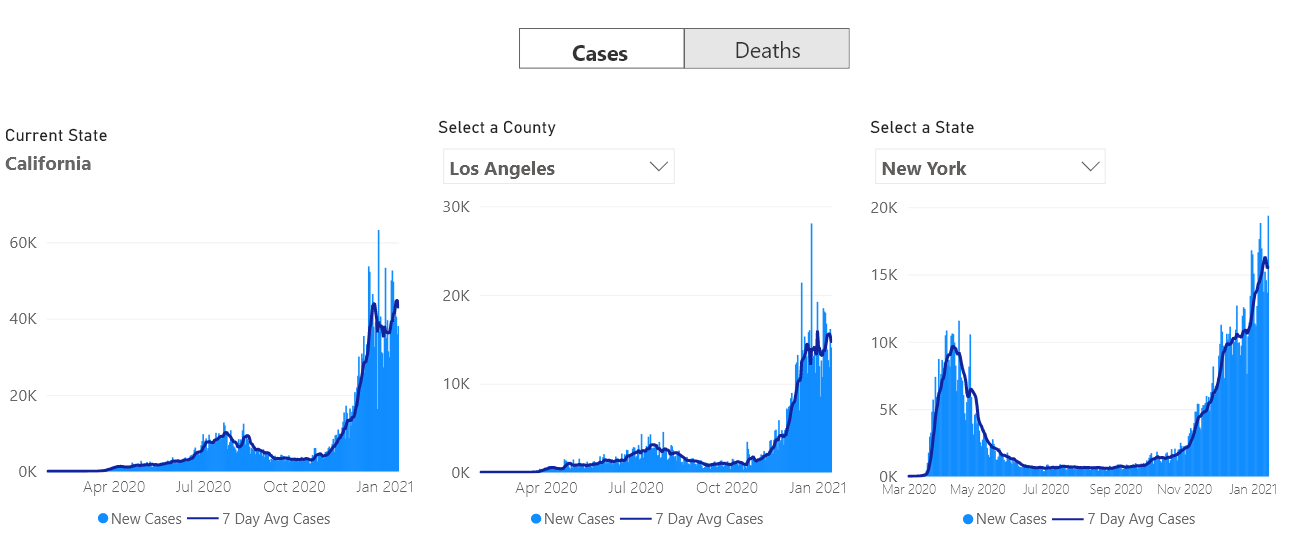 Cases
Deaths
Current State
California
60K
40K
20K
0K
Apr 2020
Jul 2020
Oct 2020
Jan 2021
New Cases
7 Day Avg Cases
Select a County
Los Angeles
30K
20K
10K
0K
Apr 2020
Jul 2020
Oct 2020
Jan 2021
New Cases
7 Day Avg Cases
Select a State
New York
20K
15K
10K
5K
0K
Mar 2020
May 2020
Jul 2020
Sep 2020
Nov 2020
Jan 2021
New Cases
7 Day Avg Cases